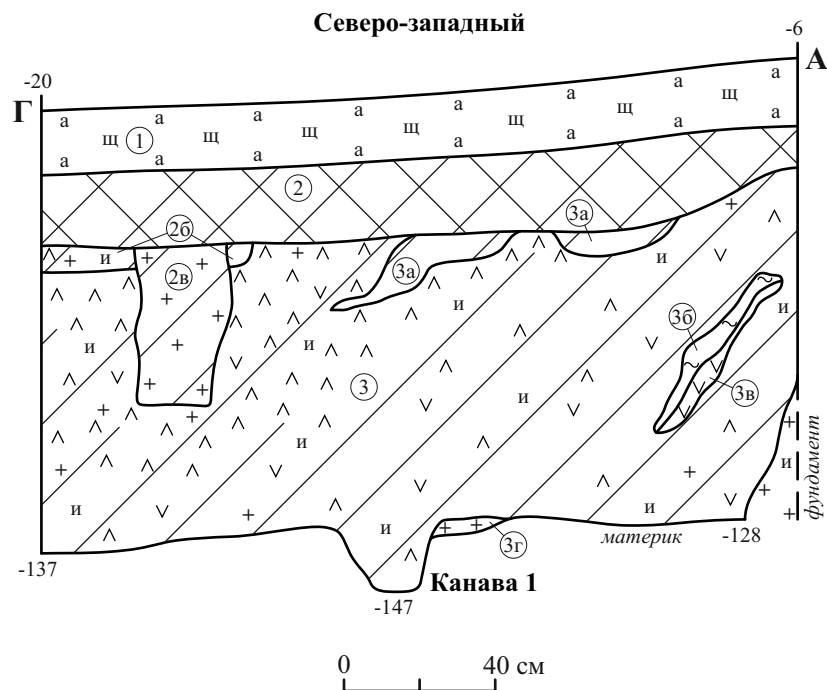 Северо-западный
-6
-20
А
Г
а а а а а
щ щ щ щ щ
1
а а а а а
2
3а
2б
+ и
2в
3а
и
и
и
3б
и
3
3в
и
и
и
и
и
и
фундамент
3г
материк
-128
-137
Канава 1
-147
0 40 см